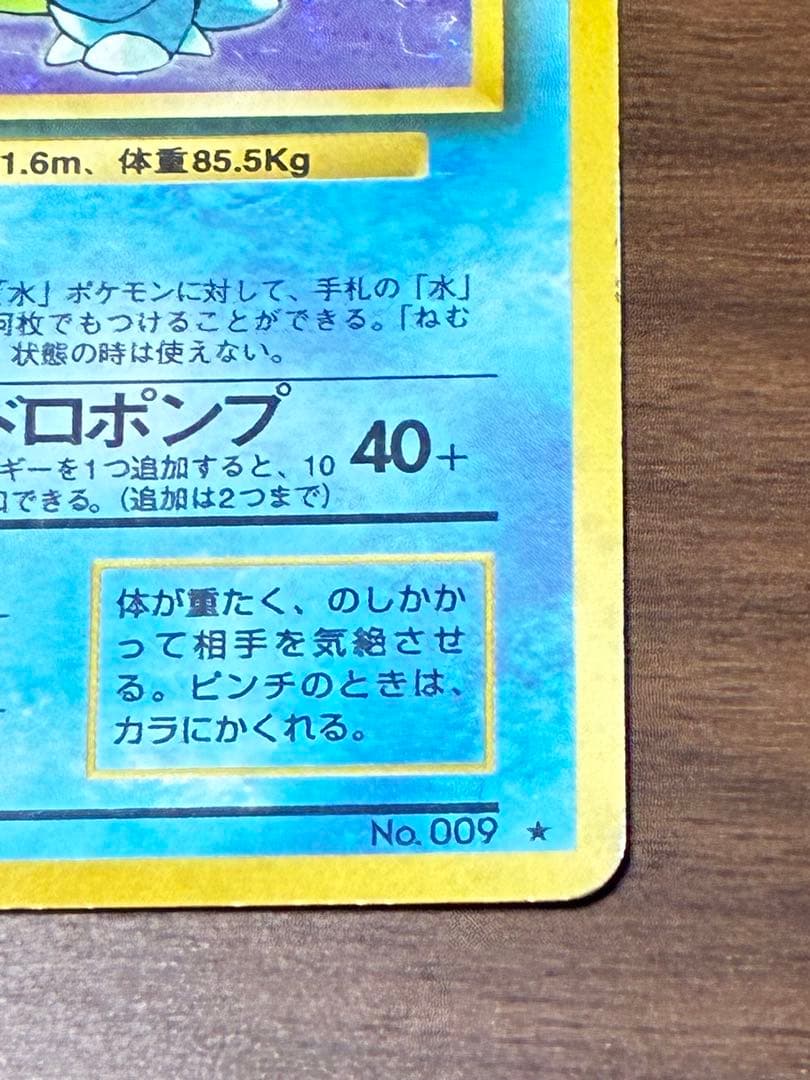 1.6m、体重85.5Kg
「水」ポケモンに対して、手札の「水」
何枚でもつけることができる。「ねむ
状態の時は使えない。
ドロポンプ 40+
ギーを1つ追加すると、10
できる。(追加は2つまで)
体が重たく、のしかか
って相手を気絶させ
る。ピンチのときは、
カラにかくれる。
No. 009 ★